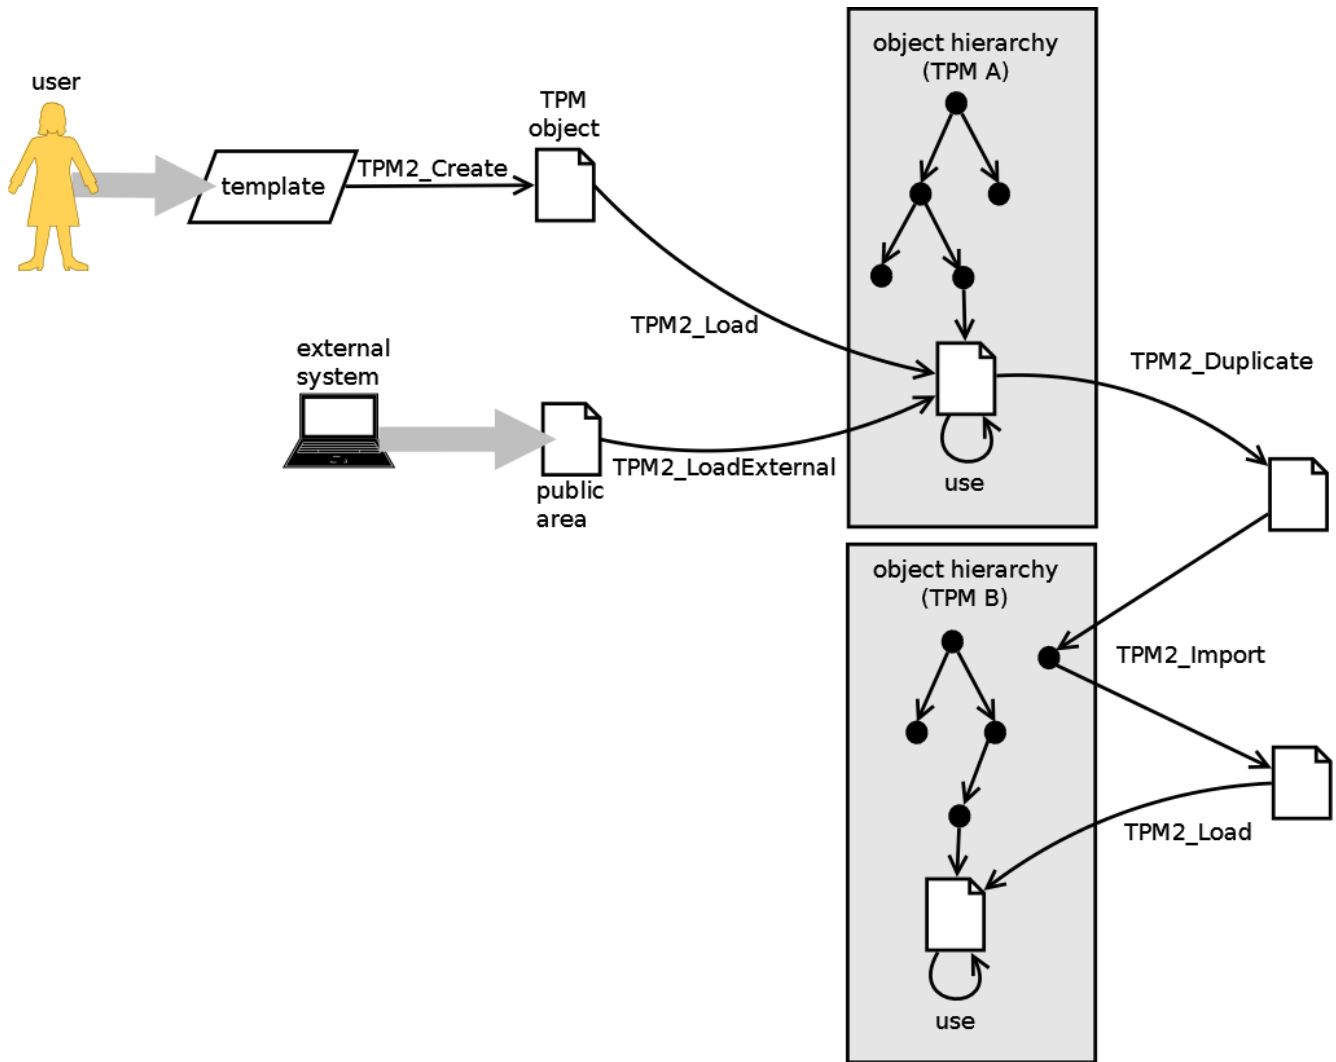 object hierarchy
(TPM A)
user
TPM
object
TPM2_Create
template
TPM2_Load
external
system
TPM2_Duplicate
TPM2_LoadExternal
use
public
area
object hierarchy
(TPM B)
TPM2_Import
TPM2_Load
use